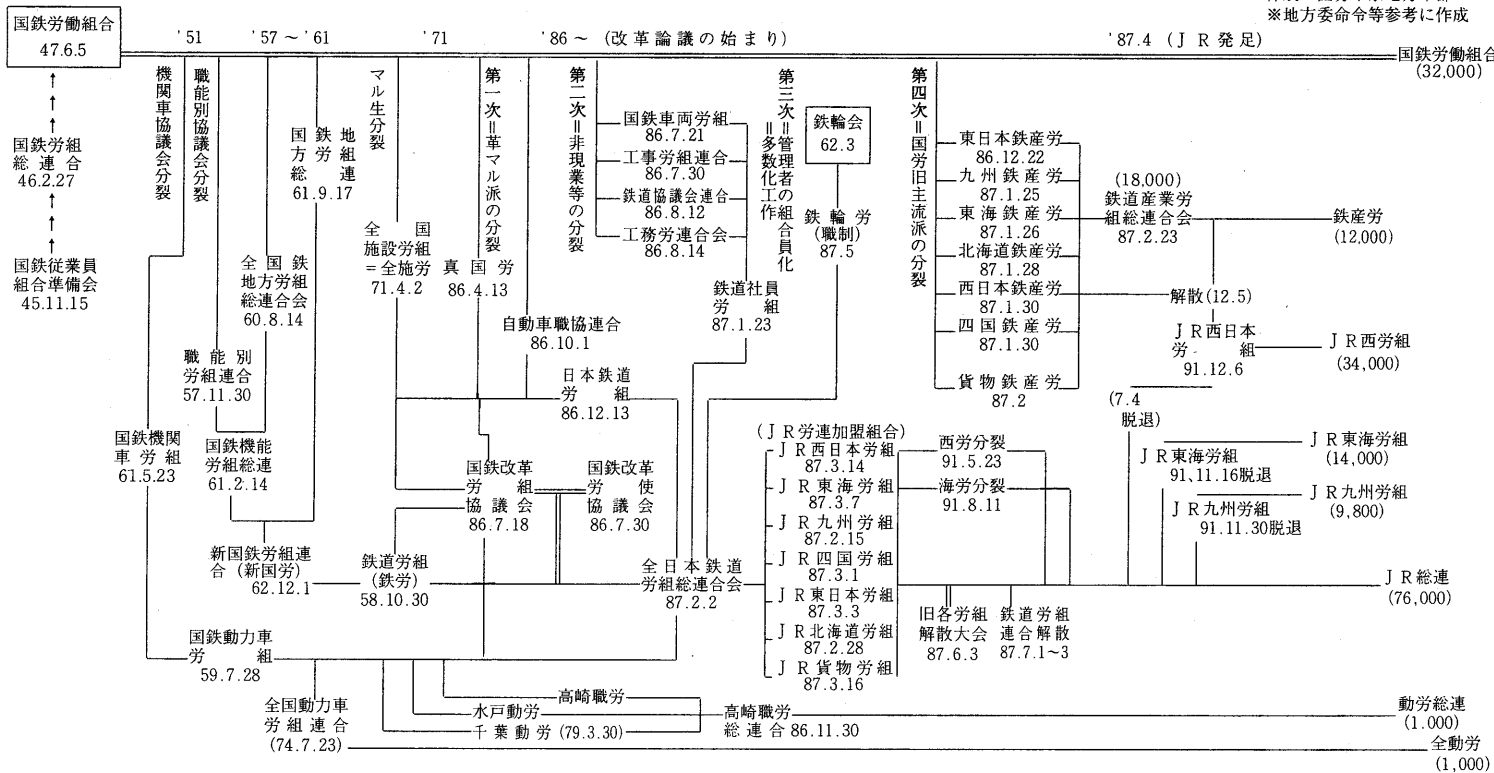 ※地方委命令等参考に作成
国鉄労働組合
47.6.5
'51
'57～'61
'71
'86～（改革論議の始まり）
'87.4（ＪＲ発足）
国鉄労働組合
(32,000)
国鉄労組
総連合
46.2.27
国鉄従業員
組合準備会
45.11.15
機関車協議会分裂
職能別協議会分裂
国鉄地
方労組
総連
61.9.17
マル生分裂
第一次＝革マル派の分裂
第二次＝非現業等の分裂
第三次＝管理者の組合員化
＝多数化工作
第四次＝国労旧主流派の分裂
国鉄車両労組
86.7.21
工事労組連合
86.7.30
鉄道協議会連合
86.8.12
工務労連合会
86.8.14
鉄輪会
62.3
鉄輪労
(職制)
87.5
東日本鉄産労
86.12.22
九州鉄産労
87.1.25
東海鉄産労
87.1.26
北海道鉄産労
87.1.28
西日本鉄産労
87.1.30
四国鉄産労
87.1.30
貨物鉄産労
87.2
(18,000)
鉄道産業労
組総連合会
87.2.23
鉄産労
(12,000)
解散(12.5)
ＪＲ西日本
労組
91.12.6
ＪＲ西労組
(34,000)
全国鉄
地方労組
総連合会
60.8.14
全国
施設労組
＝全施労
71.4.2
真国労
86.4.13
自動車職協連合
86.10.1
鉄道社員
労組
87.1.23
職能別
労組連合
57.11.30
日本鉄道
労組
86.12.13
国鉄機関
車労組
61.5.23
国鉄機能
労組総連
61.2.14
国鉄改革
労組
協議会
86.7.18
国鉄改革
労使
協議会
86.7.30
新国鉄労組連
合（新国労）
62.12.1
鉄道労組
(鉄労)
58.10.30
全日本鉄道
労組総連合会
87.2.2
(ＪＲ労連加盟組合)
ＪＲ西日本労組
87.3.14
ＪＲ東海労組
87.3.7
ＪＲ九州労組
87.2.15
ＪＲ四国労組
87.3.1
ＪＲ東日本労組
87.3.3
ＪＲ北海道労組
87.2.28
ＪＲ貨物労組
87.3.16
西労分裂
91.5.23
海労分裂
91.8.11
(7.4
脱退)
ＪＲ東海労組
91,11.16脱退
ＪＲ東海労組
(14,000)
ＪＲ九州労組
91.11.30脱退
ＪＲ九州労組
(9,800)
ＪＲ総連
(76,000)
旧各労組
解散大会
87.6.3
鉄道労組
連合解散
87.7.1～3
国鉄動力車
労組
59.7.28
全国動力車
労組連合
(74.7.23)
高崎職労
水戸動労
千葉動労(79.3.30)
高崎職労
総連合86.11.30
動労総連
(1.000)
全動労
(1,000)